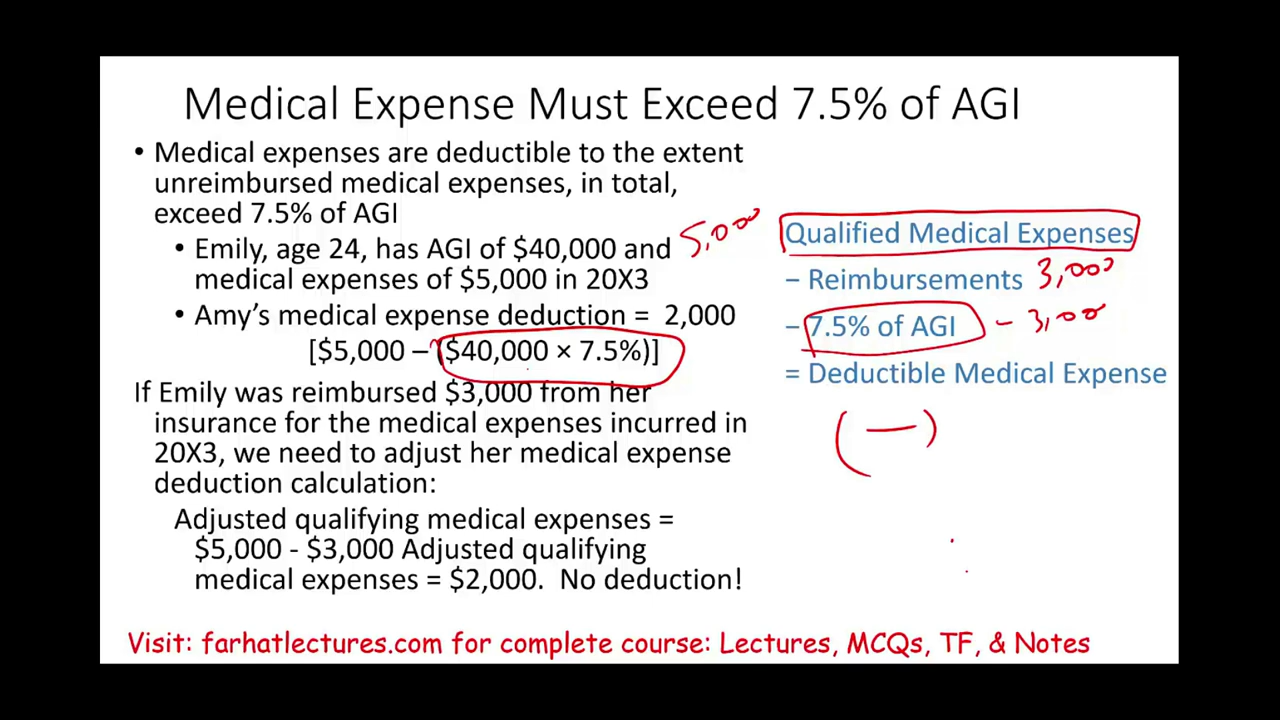 Medical Expense Must Exceed 7.5% of AGI
• Medical expenses are deductible to the extent
unreimbursed medical expenses, in total,
exceed 7.5% of AGI
• Emily, age 24, has AGI of $40,000 and
medical expenses of $5,000 in 20X3
• Amy's medical expense deduction = 2,000
[$5,000 – ($40,000 × 7.5%)]
If Emily was reimbursed $3,000 from her
insurance for the medical expenses incurred in
20X3, we need to adjust her medical expense
deduction calculation:
Adjusted qualifying medical expenses =
$5,000 - $3,000 Adjusted qualifying
medical expenses = $2,000. No deduction!
5,000
Qualified Medical Expenses
– Reimbursements 3,000
– 7.5% of AGI – 3,000
= Deductible Medical Expense
(—)
Visit: farhatlectures.com for complete course: Lectures, MCQs, TF, & Notes